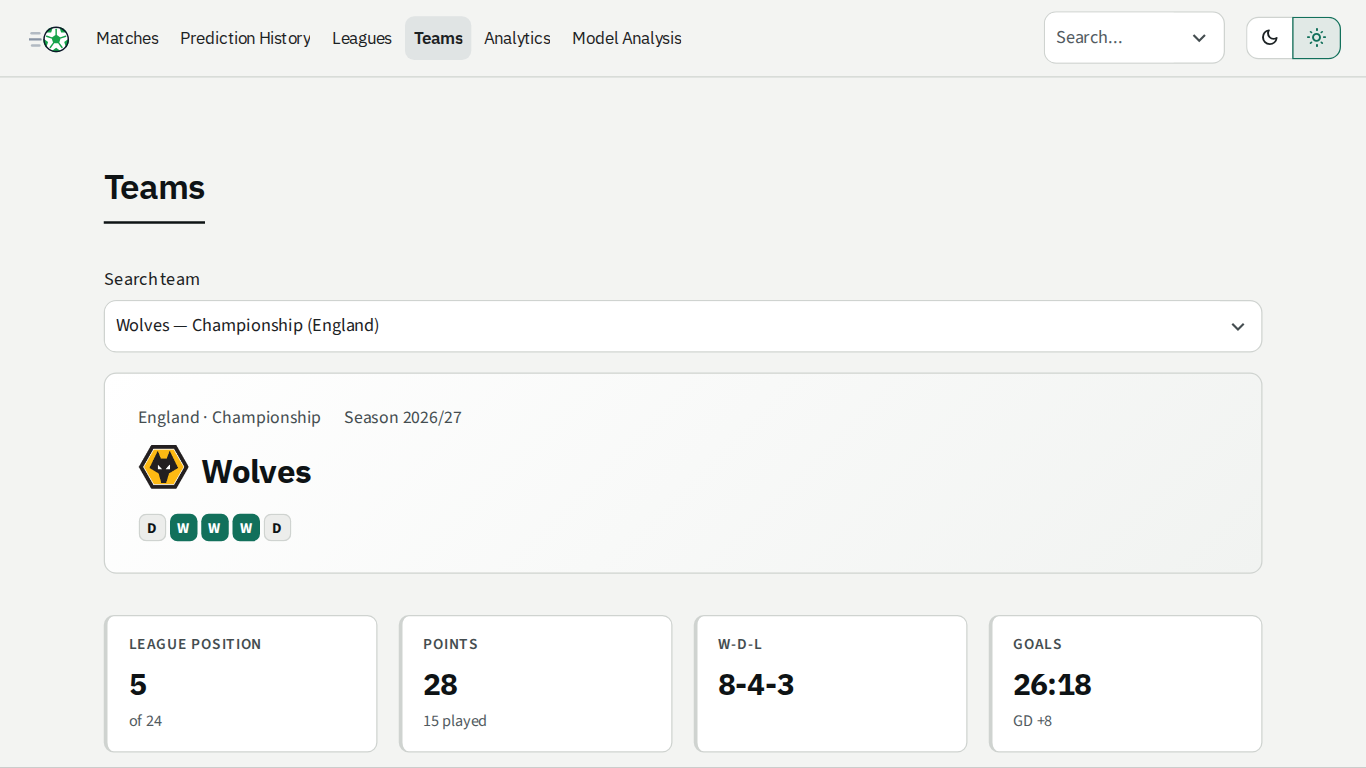 Matches Prediction History Leagues Teams Analytics Model Analysis Search...
Teams
Search team
Wolves — Championship (England)
England · Championship Season 2026/27
Wolves
D W W W D
LEAGUE POSITION POINTS W-D-L GOALS
5 28 8-4-3 26:18
of 24 15 played GD +8